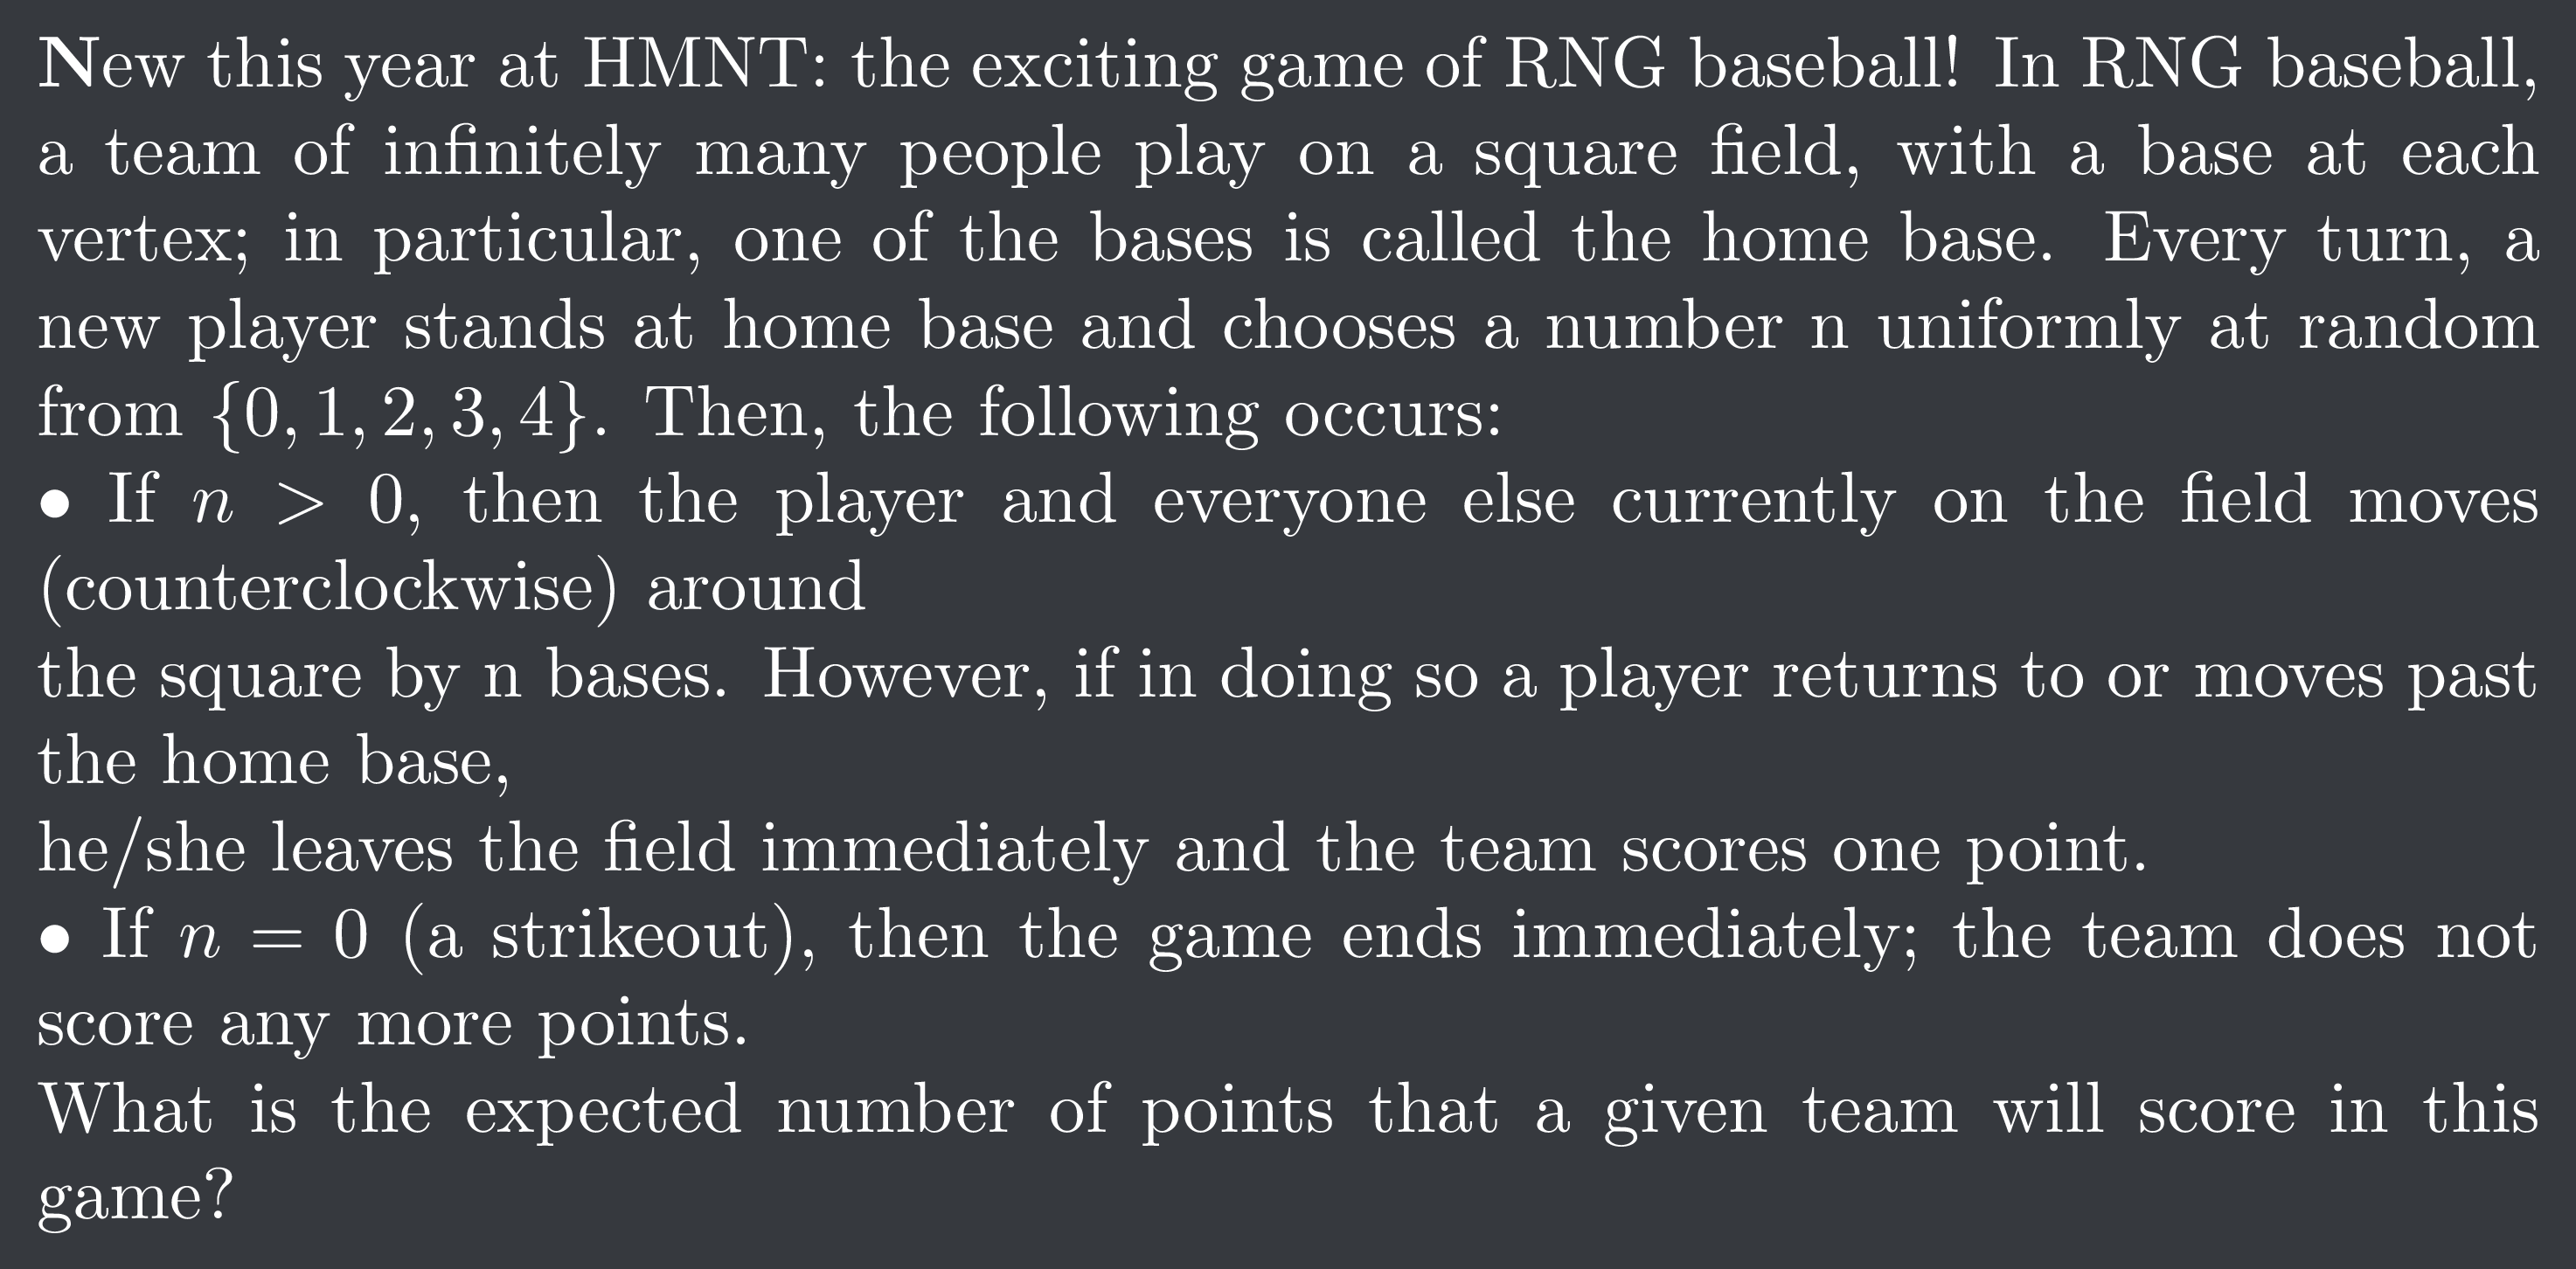 New this year at HMNT: the exciting game of RNG baseball! In RNG baseball,
a team of infinitely many people play on a square field, with a base at each
vertex; in particular, one of the bases is called the home base. Every turn, a
new player stands at home base and chooses a number n uniformly at random
from {0, 1, 2, 3, 4}. Then, the following occurs:
• If n > 0, then the player and everyone else currently on the field moves
(counterclockwise) around
the square by n bases. However, if in doing so a player returns to or moves past
the home base,
he/she leaves the field immediately and the team scores one point.
• If n = 0 (a strikeout), then the game ends immediately; the team does not
score any more points.
What is the expected number of points that a given team will score in this
game?